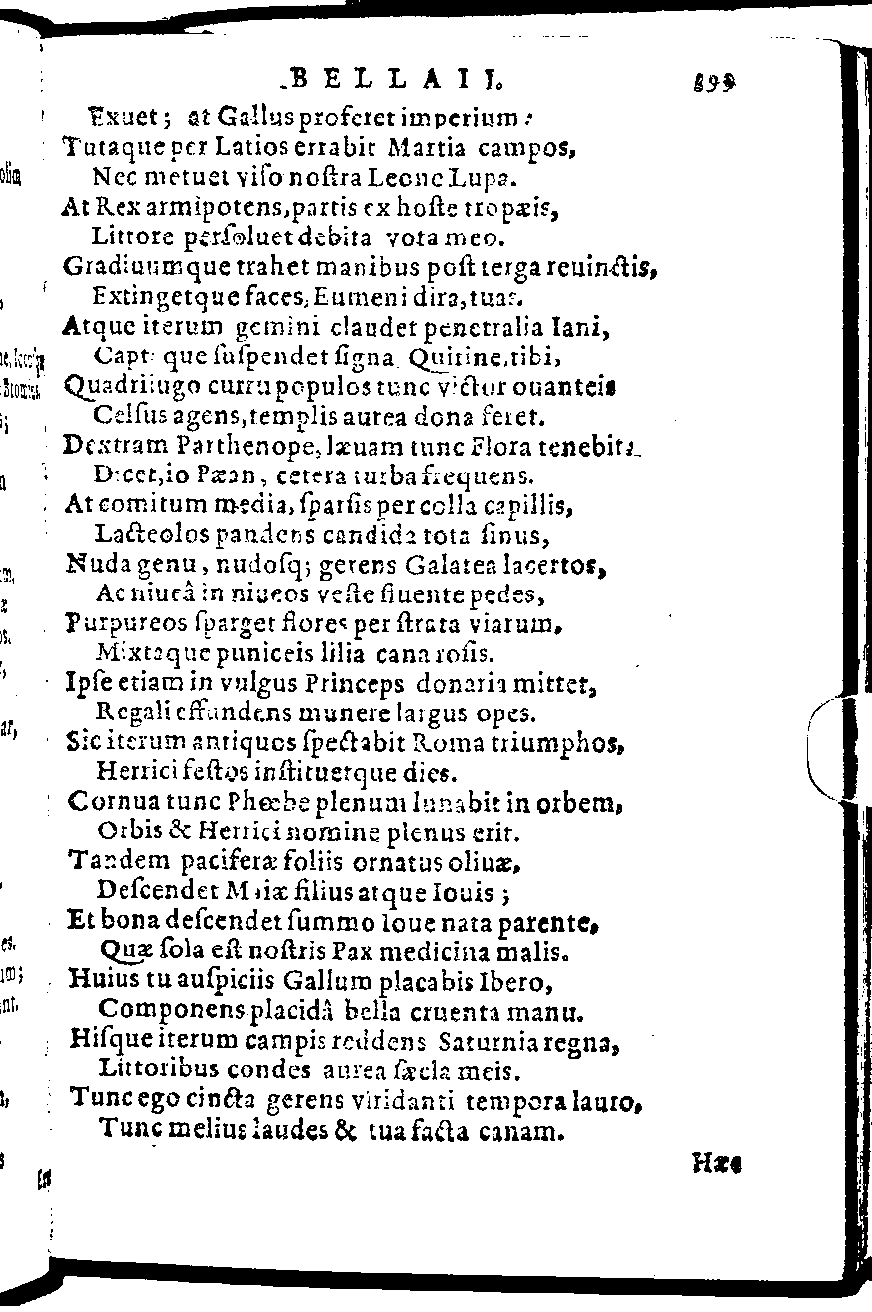 BELLAII. 399
Exuet; at Gallus proferet imperium:
Tutaque per Latios errabit Martia campos,
Nec metuet viſo noſtra Leone Lupa.
At Rex armipotens, partis ex hoſte tropæis,
Littore perſoluet debita vota meo.
Gradiuumque trahet manibus poſt terga reuinctis,
Extingetque faces, Eumeni dira, tuas.
Atque iterum gemini claudet penetralia Iani,
Captaque ſuſpendet ſigna Quirine, tibi,
Quadriiugo curru populos tunc victor ouanteis
Celſus agens, templis aurea dona feret.
Dextram Parthenope, læuam tunc Flora tenebit:
Dicet, io Pæan, cetera turba frequens.
At comitum media, ſparſis per colla capillis,
Lacteolos pandens candida tota ſinus,
Nuda genu, nudoſq; gerens Galatea lacertos,
Ac niueâ in niueos veſte fluente pedes,
Purpureos ſparget flores per ſtrata viarum,
Mixtaque puniceis lilia cana roſis.
Ipſe etiam in vulgus Princeps donaria mittet,
Regali effundens munere largus opes.
Sic iterum antiquos ſpectabit Roma triumphos,
Herrici feſtos inſtituetque dies.
Cornua tunc Phœbe plenum lunabit in orbem,
Orbis & Herrici nomine plenus erit.
Tandem paciferæ foliis ornatus oliuæ,
Deſcendet Maiæ filius atque Iouis;
Et bona deſcendet ſummo Ioue nata parente,
Quæ ſola eſt noſtris Pax medicina malis.
Huius tu auſpiciis Gallum placabis Ibero,
Componens placidâ bella cruenta manu.
Hiſque iterum campis reddens Saturnia regna,
Littoribus condes aurea ſæcla meis.
Tunc ego cincta gerens viridanti tempora lauro,
Tunc melius laudes & tua facta canam.
Hæc